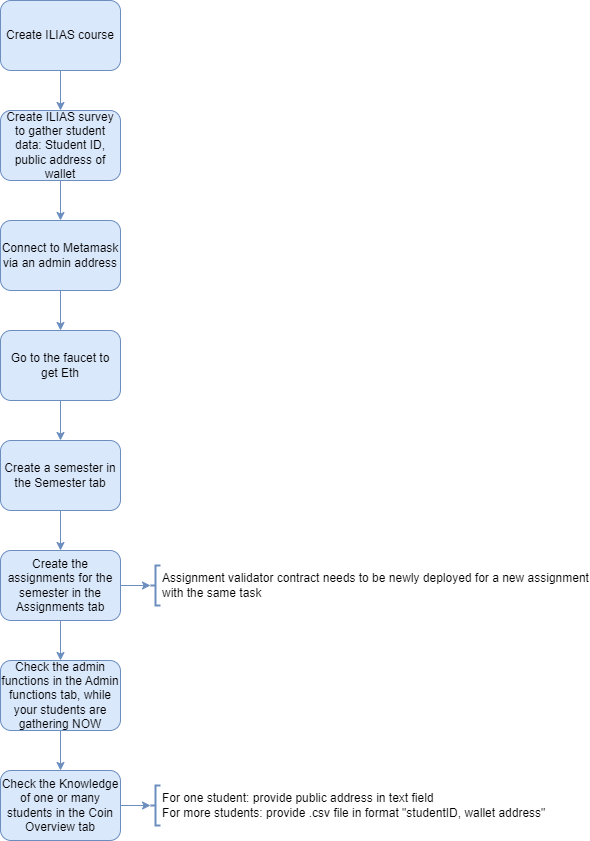 Create ILIAS course
Create ILIAS survey
to gather student
data: Student ID,
public address of
wallet
Connect to Metamask
via an admin address
Go to the faucet to
get Eth
Create a semester in
the Semester tab
Create the
assignments for the
semester in the
Assignments tab
Assignment validator contract needs to be newly deployed for a new assignment
with the same task
Check the admin
functions in the Admin
functions tab, while
your students are
gathering NOW
Check the Knowledge
of one or many
students in the Coin
Overview tab
For one student: provide public address in text field
For more students: provide .csv file in format "studentID, wallet address"